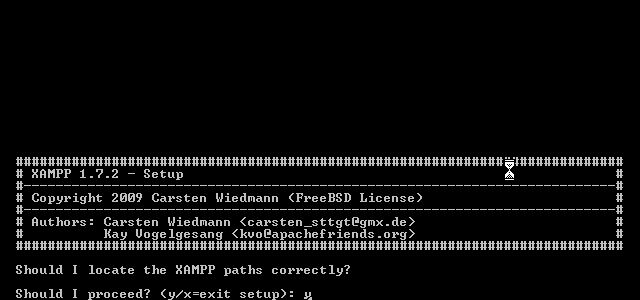 ###############################################################################
# XAMPP 1.7.2 - Setup #
#-----------------------------------------------------------------------------#
# Copyright 2009 Carsten Wiedmann (FreeBSD License) #
#-----------------------------------------------------------------------------#
# Authors: Carsten Wiedmann <carsten_sttgt@gmx.de> #
# Kay Vogelgesang <kvo@apachefriends.org> #
###############################################################################
Should I locate the XAMPP paths correctly?
Should I proceed? (y/x=exit setup): y